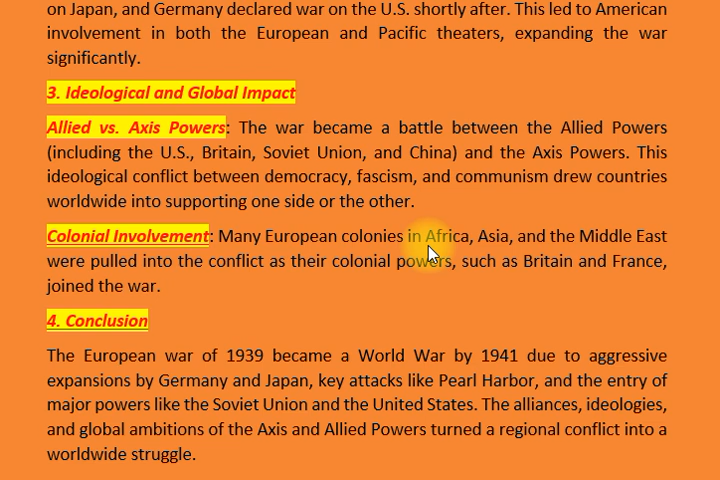 on Japan, and Germany declared war on the U.S. shortly after. This led to American
involvement in both the European and Pacific theaters, expanding the war
significantly.
3. Ideological and Global Impact
Allied vs. Axis Powers: The war became a battle between the Allied Powers
(including the U.S., Britain, Soviet Union, and China) and the Axis Powers. This
ideological conflict between democracy, fascism, and communism drew countries
worldwide into supporting one side or the other.
Colonial Involvement: Many European colonies in Africa, Asia, and the Middle East
were pulled into the conflict as their colonial powers, such as Britain and France,
joined the war.
4. Conclusion
The European war of 1939 became a World War by 1941 due to aggressive
expansions by Germany and Japan, key attacks like Pearl Harbor, and the entry of
major powers like the Soviet Union and the United States. The alliances, ideologies,
and global ambitions of the Axis and Allied Powers turned a regional conflict into a
worldwide struggle.